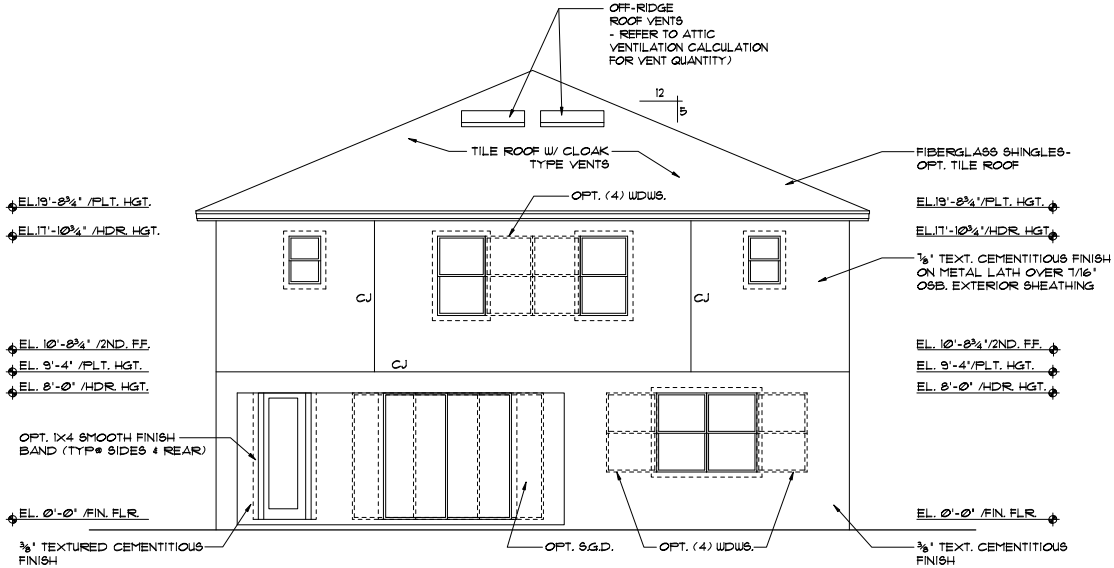 OFF-RIDGE
ROOF VENTS
- REFER TO ATTIC
VENTILATION CALCULATION
FOR VENT QUANTITY)
12
5
TILE ROOF W/ CLOAK
TYPE VENTS
FIBERGLASS SHINGLES-
OPT. TILE ROOF
OPT. (4) WDWS.
EL.19'-8¾" /PLT. HGT.
EL.17'-10¾" /HDR. HGT.
EL.19'-8¾"/PLT. HGT.
EL.17'-10¾"/HDR. HGT.
⅞" TEXT. CEMENTITIOUS FINISH
ON METAL LATH OVER 7/16"
OSB. EXTERIOR SHEATHING
CJ
CJ
CJ
EL. 10'-8¾" /2ND. F.F.
EL. 9'-4" /PLT. HGT.
EL. 8'-0" /HDR. HGT.
EL. 10'-8¾"/2ND. F.F.
EL. 9'-4"/PLT. HGT.
EL. 8'-0" /HDR. HGT.
OPT. 1X4 SMOOTH FINISH
BAND (TYP@ SIDES & REAR)
EL. 0'-0" /FIN. FLR.
EL. 0'-0" /FIN. FLR.
⅜" TEXTURED CEMENTITIOUS
FINISH
OPT. S.G.D.
OPT. (4) WDWS.
⅜" TEXT. CEMENTITIOUS
FINISH